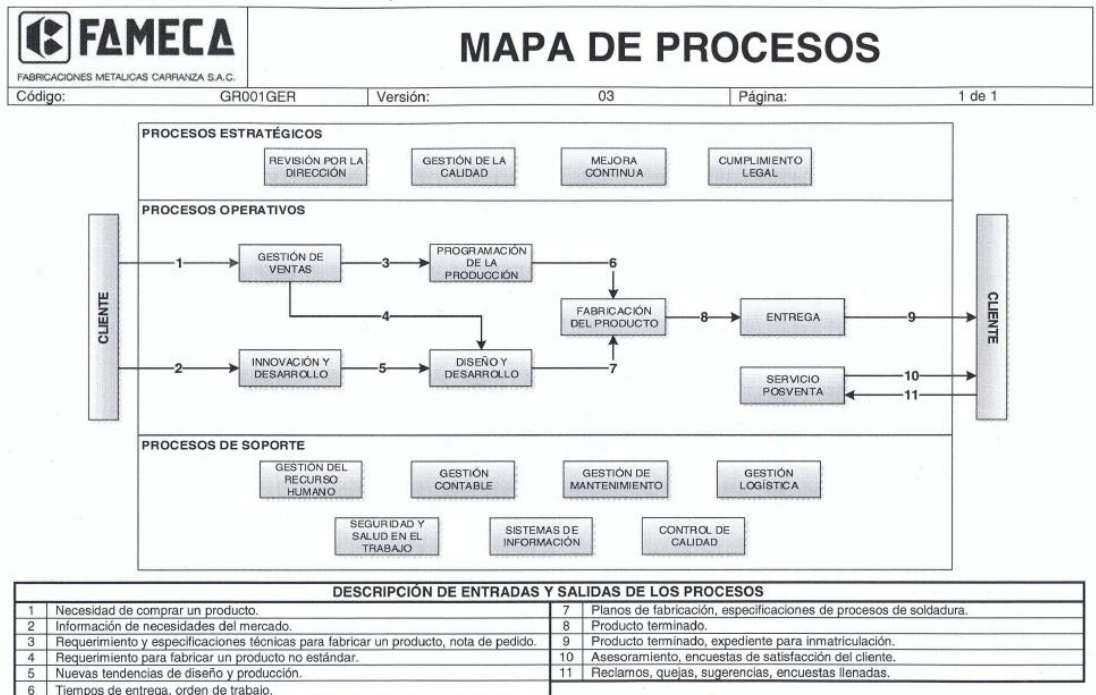 FAMECA
FABRICACIONES METALICAS CARRANZA S.A.C.
MAPA DE PROCESOS
Código: GR001GER Versión: 03 Página: 1 de 1
PROCESOS ESTRATÉGICOS
REVISIÓN POR LA
DIRECCIÓN
GESTIÓN DE LA
CALIDAD
MEJORA
CONTINUA
CUMPLIMIENTO
LEGAL
PROCESOS OPERATIVOS
CLIENTE
1
GESTIÓN DE
VENTAS
3
PROGRAMACIÓN
DE LA
PRODUCCIÓN
6
4
FABRICACIÓN
DEL PRODUCTO
8
ENTREGA
9
CLIENTE
2
INNOVACIÓN Y
DESARROLLO
5
DISEÑO Y
DESARROLLO
7
SERVICIO
POSVENTA
10
11
PROCESOS DE SOPORTE
GESTIÓN DEL
RECURSO
HUMANO
GESTIÓN
CONTABLE
GESTIÓN DE
MANTENIMIENTO
GESTIÓN
LOGÍSTICA
SEGURIDAD Y
SALUD EN EL
TRABAJO
SISTEMAS DE
INFORMACIÓN
CONTROL DE
CALIDAD
DESCRIPCIÓN DE ENTRADAS Y SALIDAS DE LOS PROCESOS
1 Necesidad de comprar un producto.
2 Información de necesidades del mercado.
3 Requerimiento y especificaciones técnicas para fabricar un producto, nota de pedido.
4 Requerimiento para fabricar un producto no estándar.
5 Nuevas tendencias de diseño y producción.
6 Tiempos de entrega, orden de trabajo.
7 Planos de fabricación, especificaciones de procesos de soldadura.
8 Producto terminado.
9 Producto terminado, expediente para inmatriculación.
10 Asesoramiento, encuestas de satisfacción del cliente.
11 Reclamos, quejas, sugerencias, encuestas llenadas.